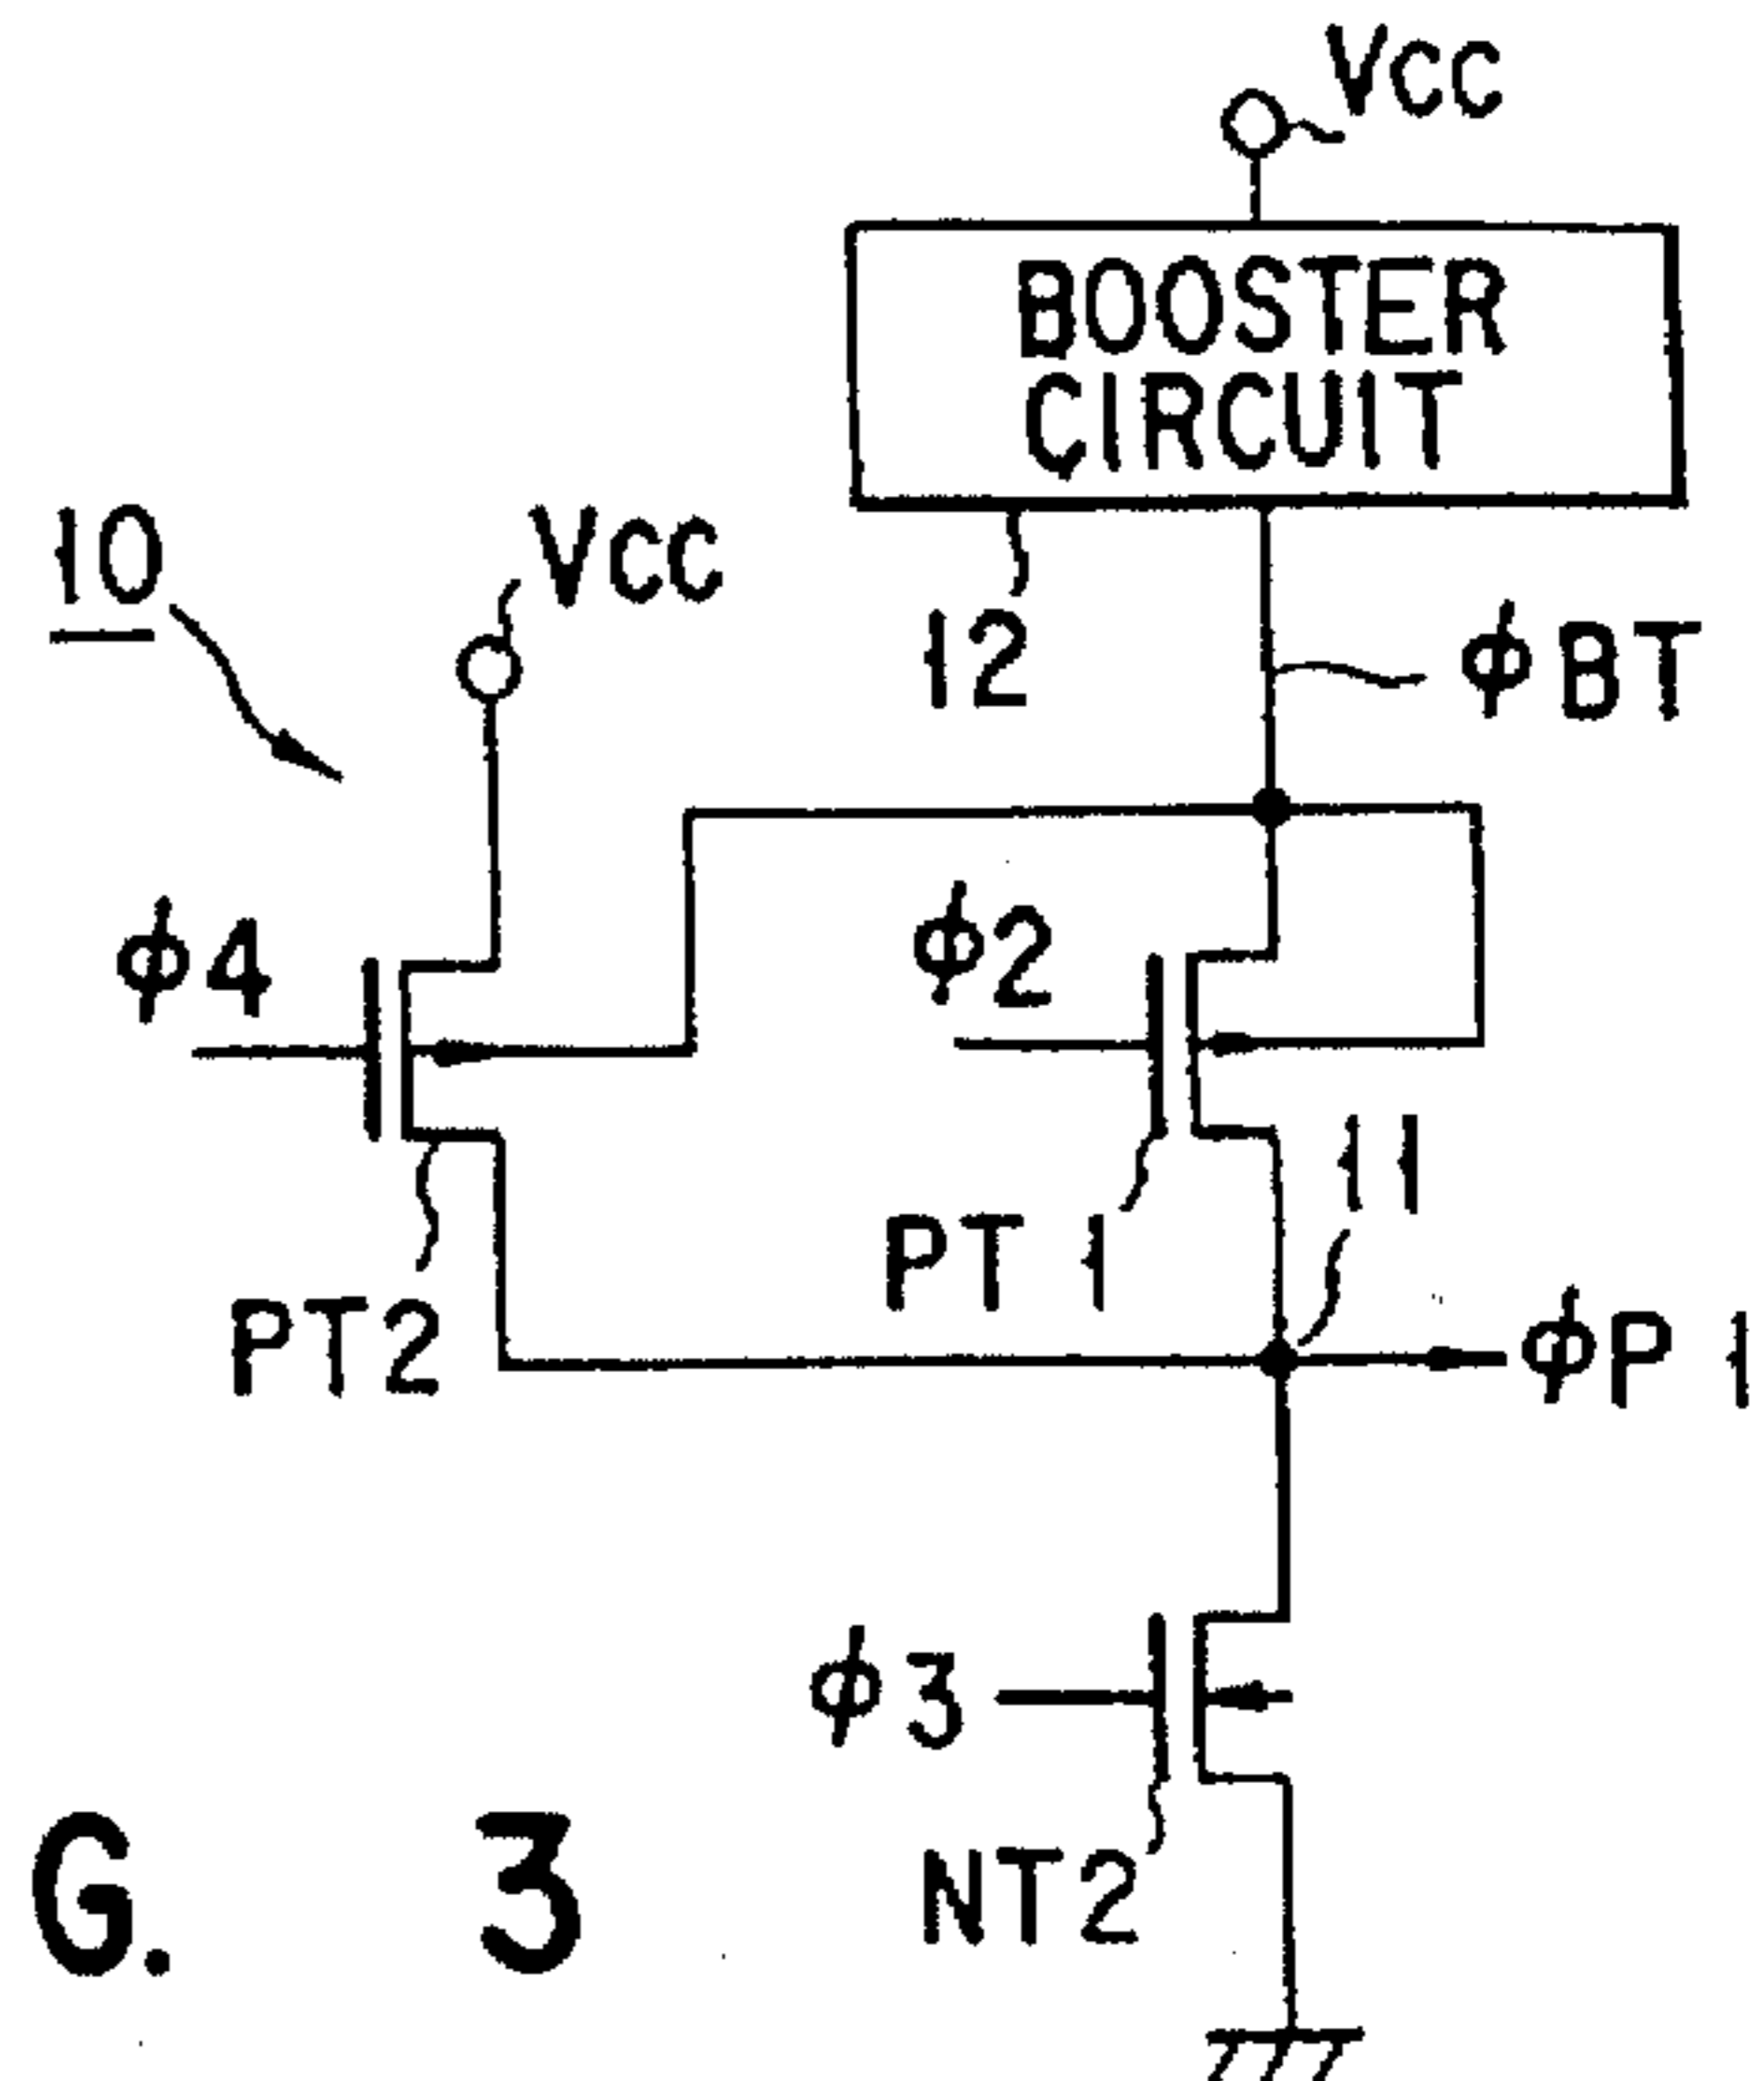 Vcc
BOOSTER
CIRCUIT
10
Vcc
12
φBT
φ4
φ2
11
PT1
PT2
φP1
φ3
NT2
G. 3